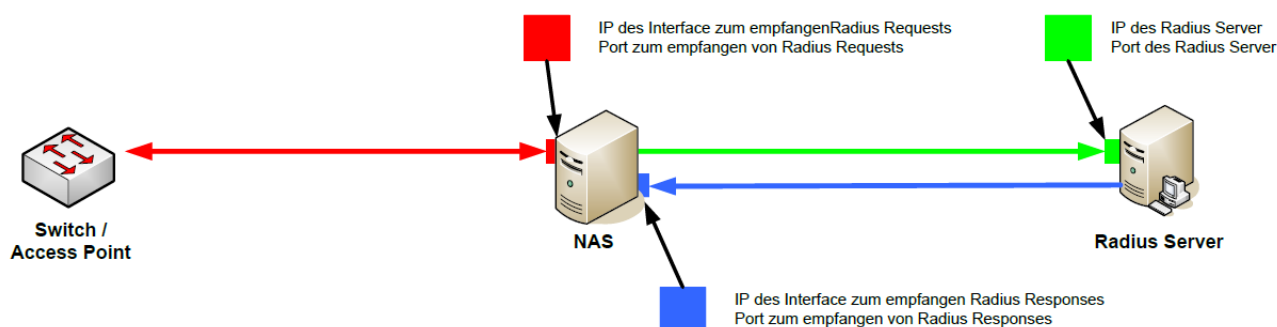 IP des Interface zum empfangenRadius Requests
Port zum empfangen von Radius Requests
IP des Radius Server
Port des Radius Server
Switch /
Access Point
NAS
Radius Server
IP des Interface zum empfangen Radius Responses
Port zum empfangen von Radius Responses